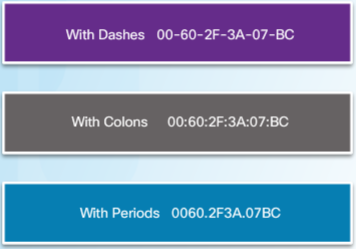 With Dashes 00-60-2F-3A-07-BC
With Colons 00:60:2F:3A:07:BC
With Periods 0060.2F3A.07BC